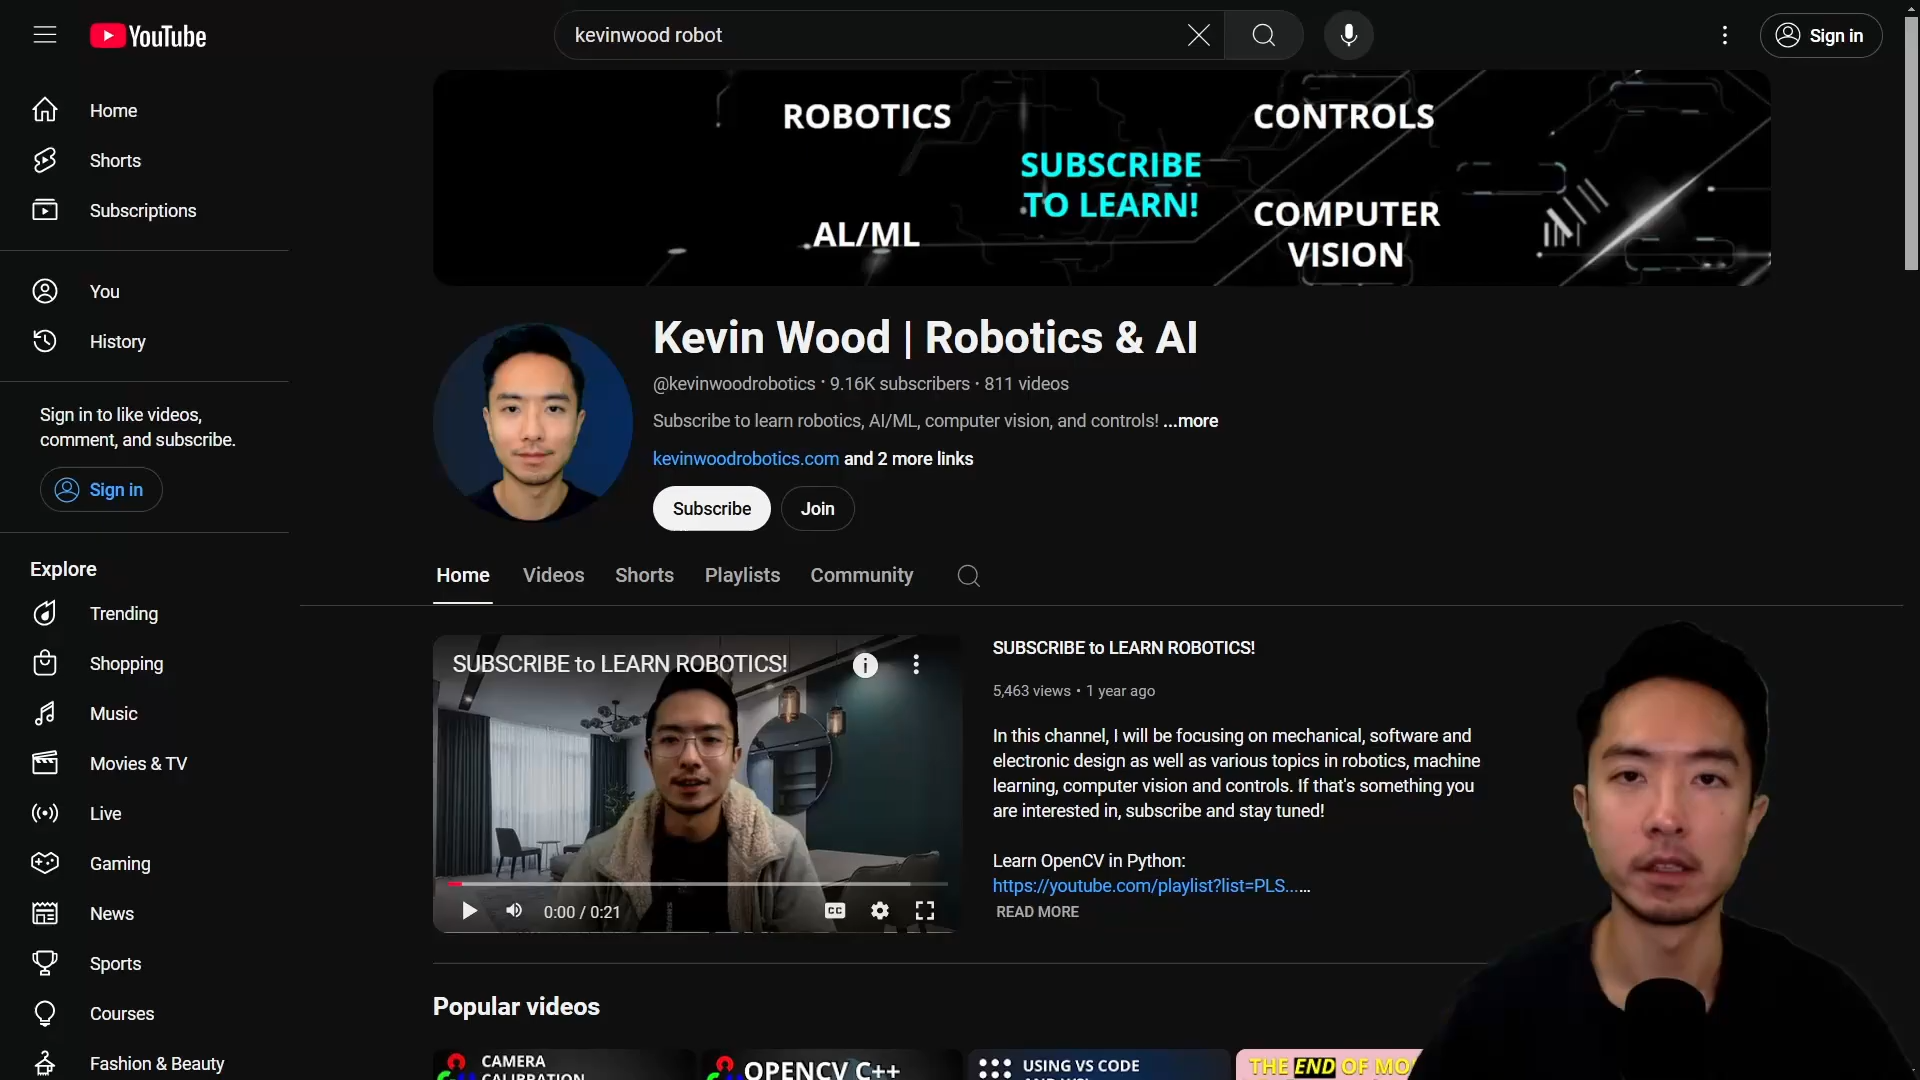 YouTube
kevinwood robot
Sign in
Home
Shorts
Subscriptions
You
History
Sign in to like videos,
comment, and subscribe.
Sign in
Explore
Trending
Shopping
Music
Movies & TV
Live
Gaming
News
Sports
Courses
Fashion & Beauty
ROBOTICS
CONTROLS
SUBSCRIBE
TO LEARN!
AL/ML
COMPUTER
VISION
Kevin Wood | Robotics & AI
@kevinwoodrobotics • 9.16K subscribers • 811 videos
Subscribe to learn robotics, AI/ML, computer vision, and controls! ...more
kevinwoodrobotics.com and 2 more links
Subscribe
Join
Home
Videos
Shorts
Playlists
Community
SUBSCRIBE to LEARN ROBOTICS!
0:00 / 0:21
CC
SUBSCRIBE to LEARN ROBOTICS!
5,463 views • 1 year ago
In this channel, I will be focusing on mechanical, software and
electronic design as well as various topics in robotics, machine
learning, computer vision and controls. If that's something you
are interested in, subscribe and stay tuned!
Learn OpenCV in Python:
https://youtube.com/playlist?list=PLS......
READ MORE
Popular videos
CAMERA
CALIBRATION
OPENCV C++
USING VS CODE
THE END OF